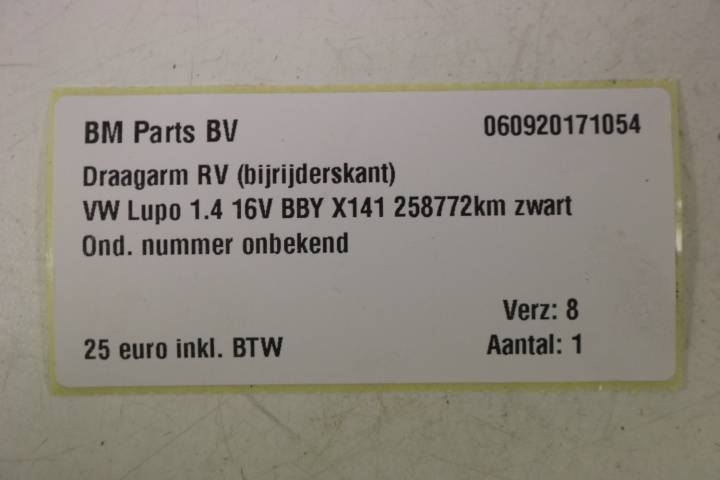 BM Parts BV 060920171054
Draagarm RV (bijrijderskant)
VW Lupo 1.4 16V BBY X141 258772km zwart
Ond. nummer onbekend
Verz: 8
25 euro inkl. BTW Aantal: 1